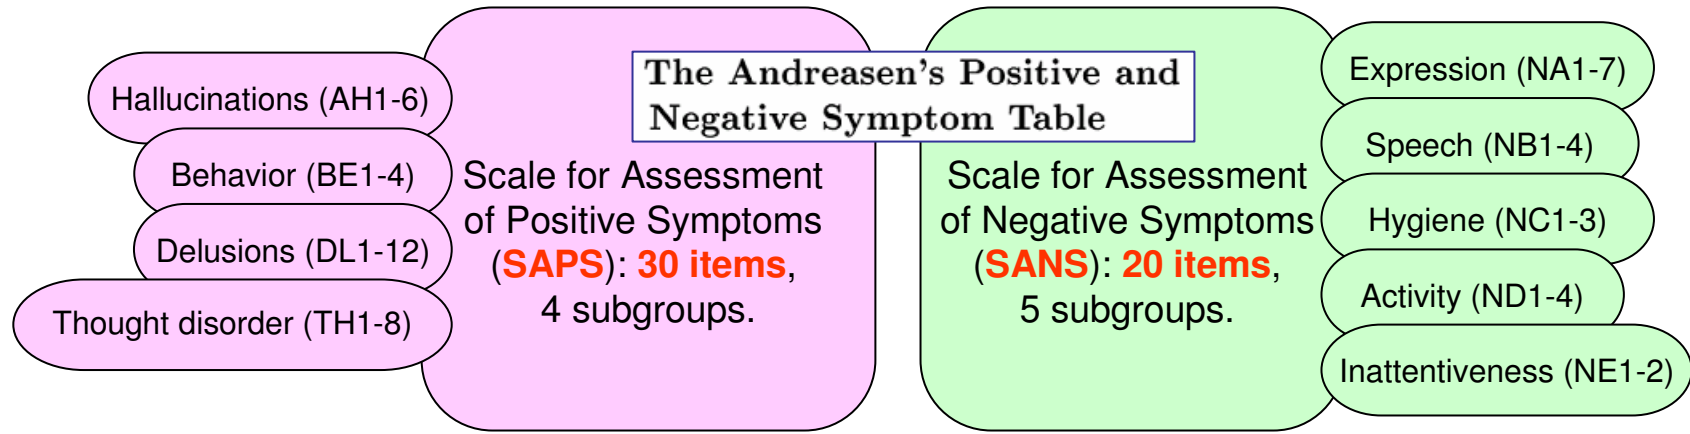 The Andreasen's Positive and
Negative Symptom Table
Hallucinations (AH1-6)
Behavior (BE1-4)
Delusions (DL1-12)
Thought disorder (TH1-8)
Scale for Assessment
of Positive Symptoms
(SAPS): 30 items,
4 subgroups.
Scale for Assessment
of Negative Symptoms
(SANS): 20 items,
5 subgroups.
Expression (NA1-7)
Speech (NB1-4)
Hygiene (NC1-3)
Activity (ND1-4)
Inattentiveness (NE1-2)